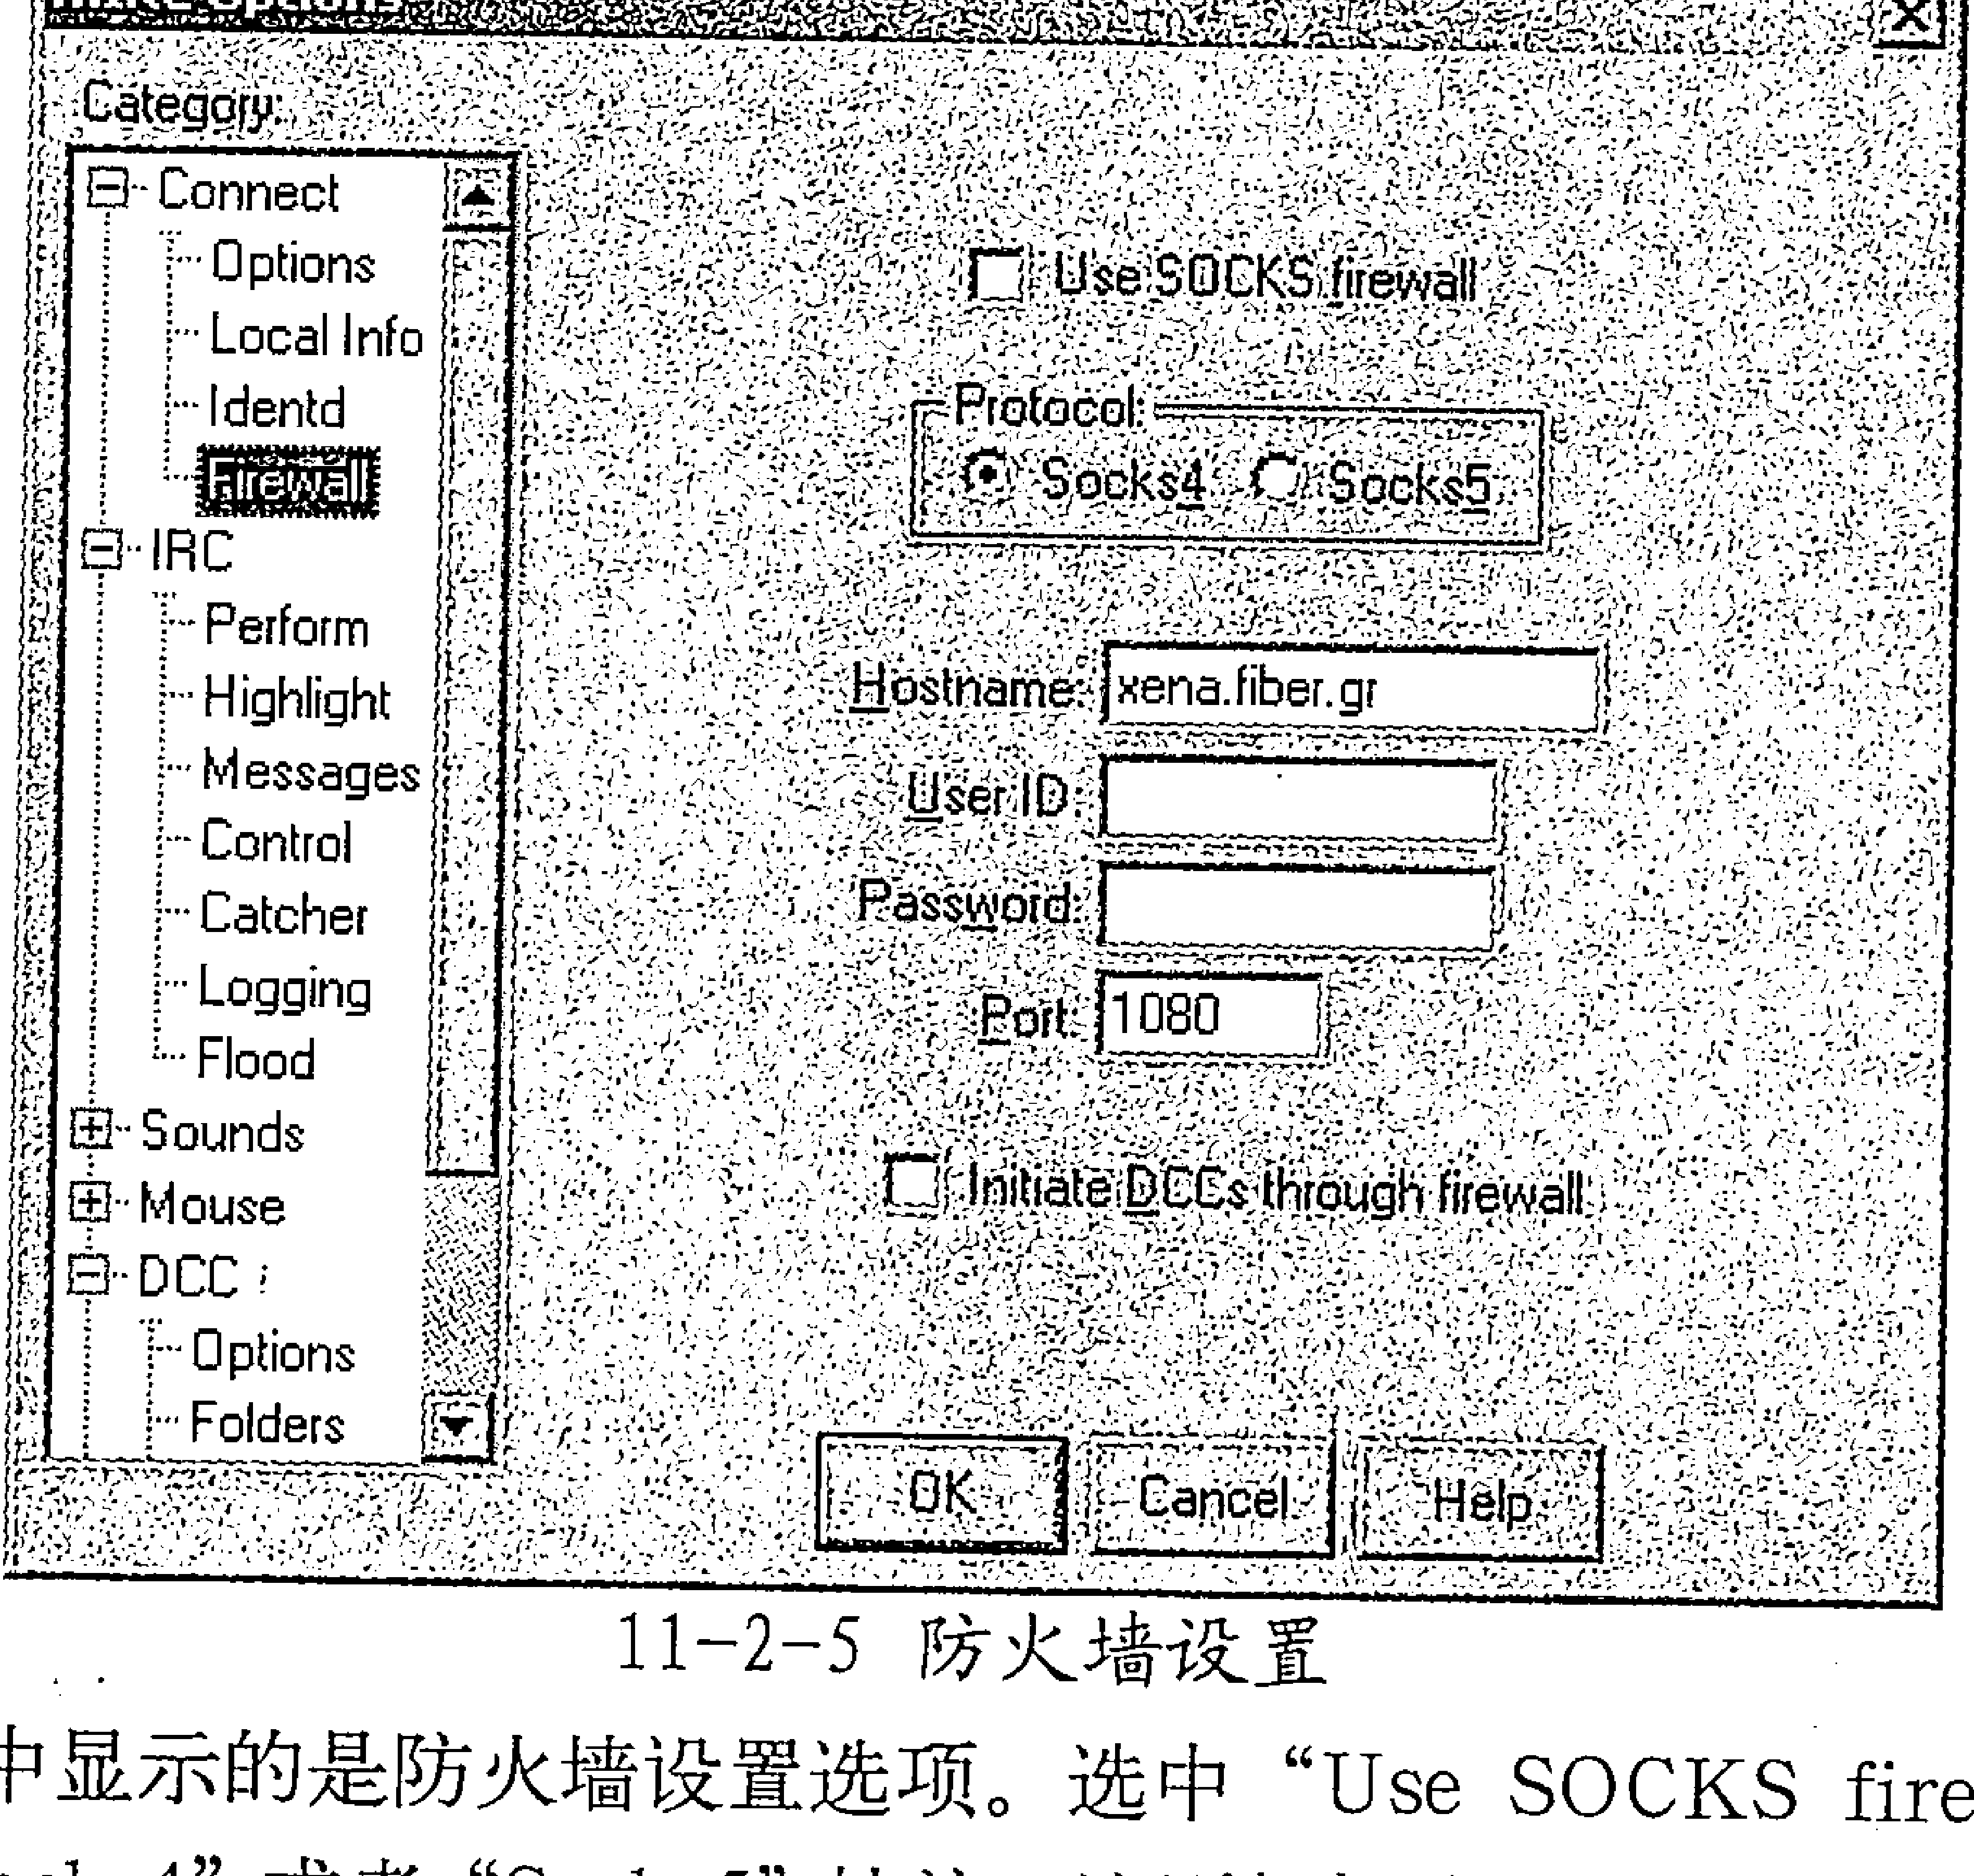 Options
Category:
Connect
Options
Local Info
Identd
Firewall
IRC
Perform
Highlight
Messages
Control
Catcher
Logging
Flood
Sounds
Mouse
DCC
Options
Folders
Use SOCKS firewall
Protocol:
Socks4 Socks5
Hostname: xena.fiber.gr
User ID:
Password:
Port: 1080
Initiate DCCs through firewall
OK Cancel Help
11-2-5 防火墙设置
中显示的是防火墙设置选项。选中“Use SOCKS fire